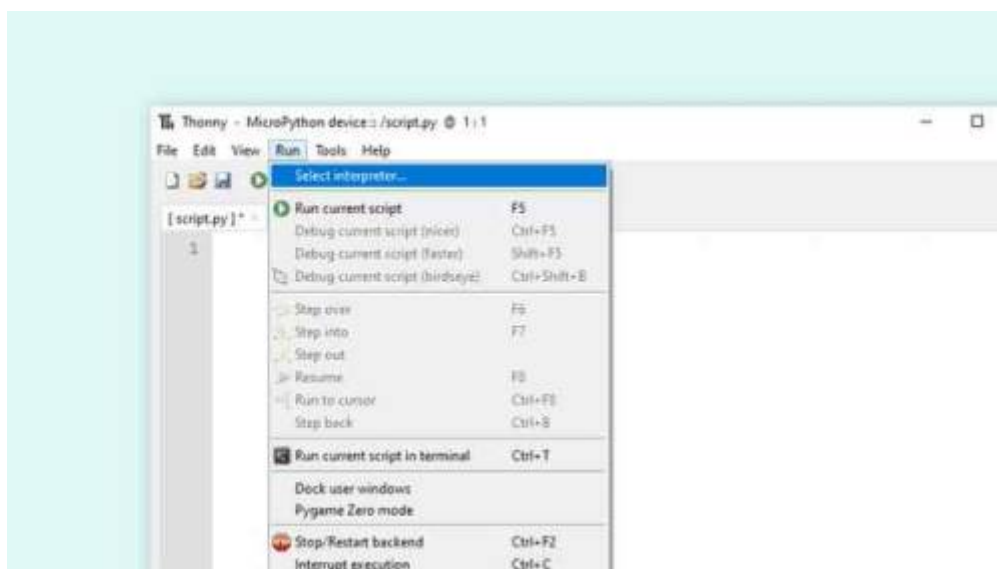 Thonny - MicroPython device :: /script.py @ 1 : 1
File Edit View Run Tools Help
Select interpreter...
[ script.py ] *
Run current script F5
1
Debug current script (nicer) Ctrl+F5
Debug current script (faster) Shift+F5
Debug current script (birdseye) Ctrl+Shift+B
Step over F6
Step into F7
Step out
Resume F8
Run to cursor Ctrl+F8
Step back Ctrl+B
Run current script in terminal Ctrl+T
Dock user windows
Pygame Zero mode
Stop/Restart backend Ctrl+F2
Interrupt execution Ctrl+C